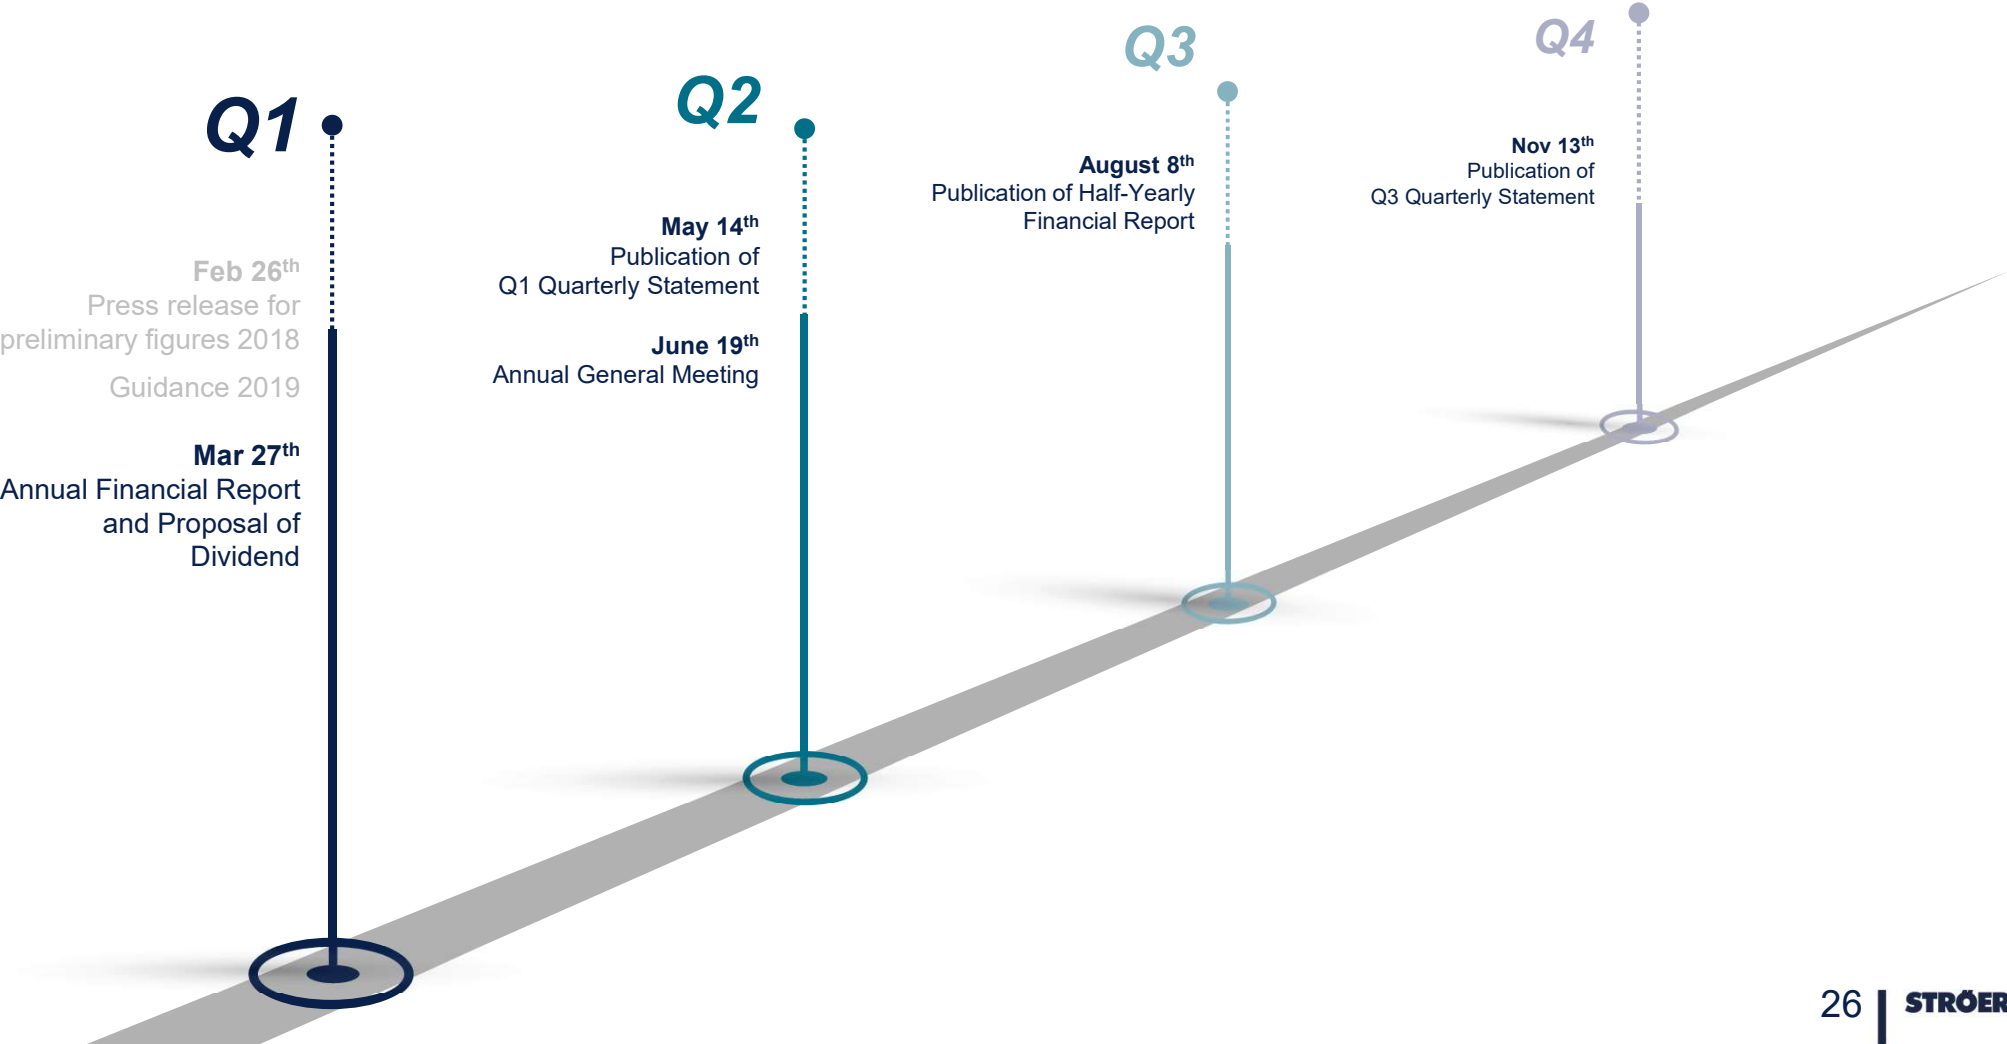 Q1
Feb 26th
Press release for
preliminary figures 2018
Guidance 2019
Mar 27th
Annual Financial Report
and Proposal of
Dividend
Q2
May 14th
Publication of
Q1 Quarterly Statement
June 19th
Annual General Meeting
Q3
August 8th
Publication of Half-Yearly
Financial Report
Q4
Nov 13th
Publication of
Q3 Quarterly Statement
26
STRÖER